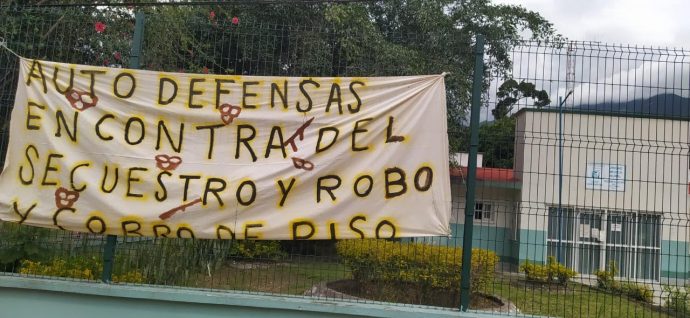 AUTO DEFENSAS
EN CONTRA DEL
SECUESTRO Y ROBO
Y COBRO DE PISO